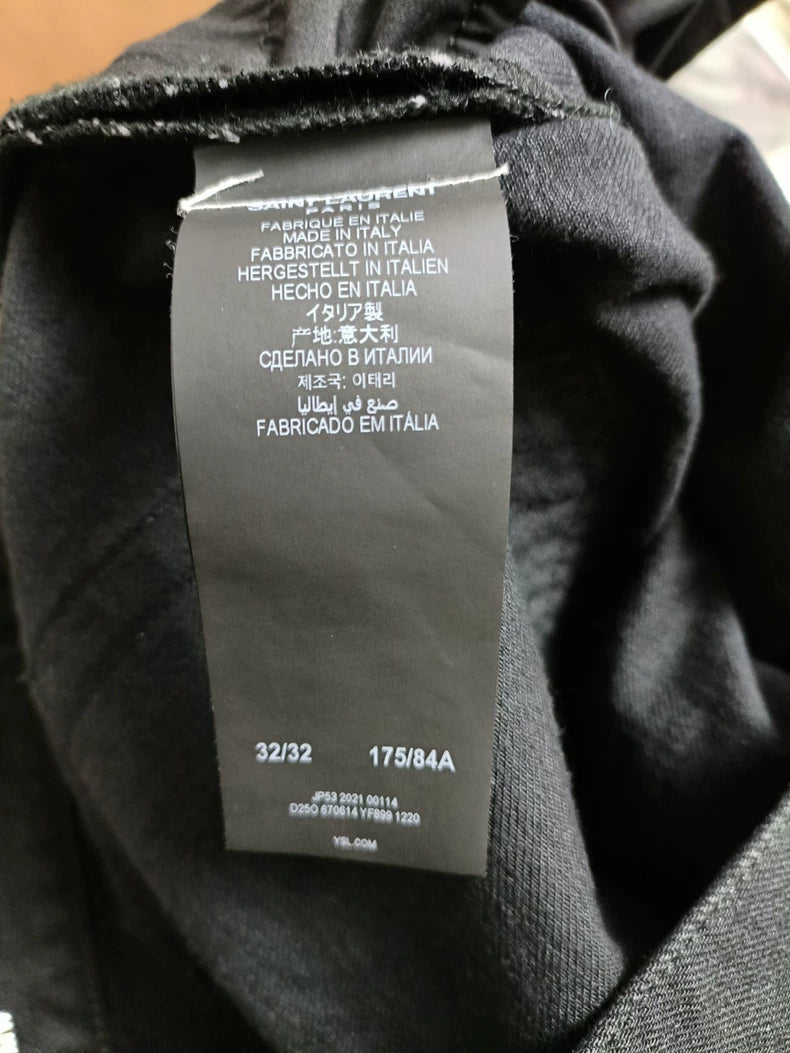 SAINT LAURENT
PARIS
FABRIQUÉ EN ITALIE
MADE IN ITALY
FABBRICATO IN ITALIA
HERGESTELLT IN ITALIEN
HECHO EN ITALIA
イタリア製
产地:意大利
СДЕЛАНО В ИТАЛИИ
제조국: 이태리
صنع في إيطاليا
FABRICADO EM ITÁLIA
32/32 175/84A
JP53 2021 00114
D25O 670614 YF899 1220
YSL.COM